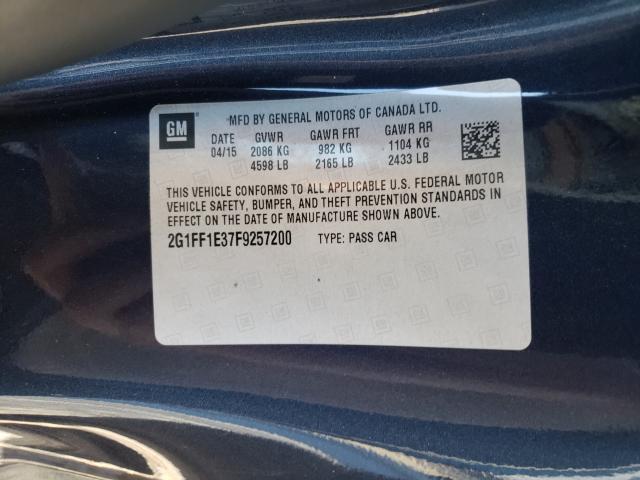 MFD BY GENERAL MOTORS OF CANADA LTD.
GM
DATE GVWR GAWR FRT GAWR RR
04/15 2086 KG 982 KG 1104 KG
4598 LB 2165 LB 2433 LB
THIS VEHICLE CONFORMS TO ALL APPLICABLE U.S. FEDERAL MOTOR
VEHICLE SAFETY, BUMPER, AND THEFT PREVENTION STANDARDS IN
EFFECT ON THE DATE OF MANUFACTURE SHOWN ABOVE.
2G1FF1E37F9257200 TYPE: PASS CAR